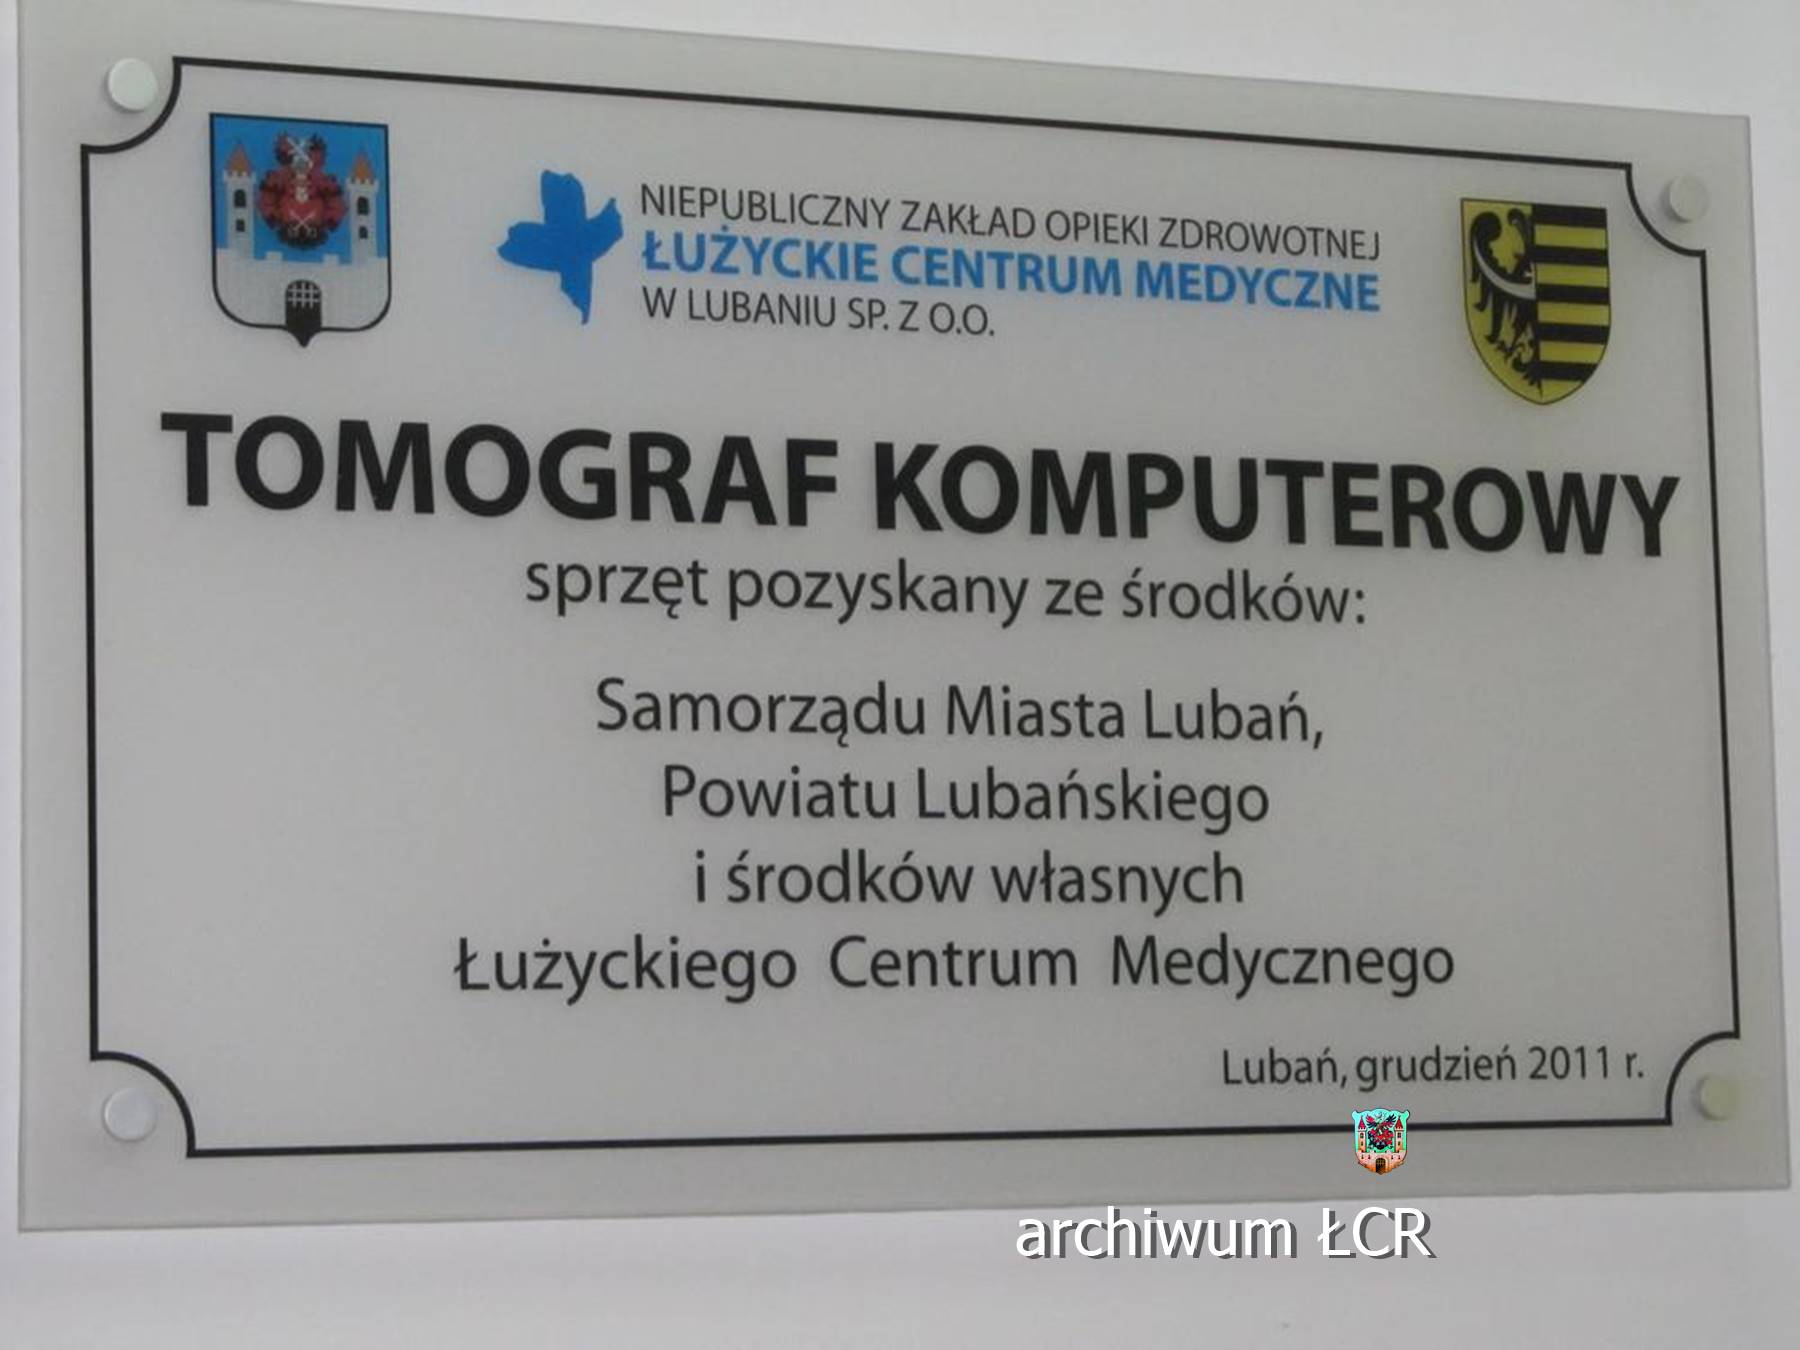 NIEPUBLICZNY ZAKŁAD OPIEKI ZDROWOTNEJ
ŁUŻYCKIE CENTRUM MEDYCZNE
W LUBANIU SP. Z O.O.
TOMOGRAF KOMPUTEROWY
sprzęt pozyskany ze środków:
Samorządu Miasta Lubań,
Powiatu Lubańskiego
i środków własnych
Łużyckiego Centrum Medycznego
Lubań, grudzień 2011 r.
archiwum ŁCR